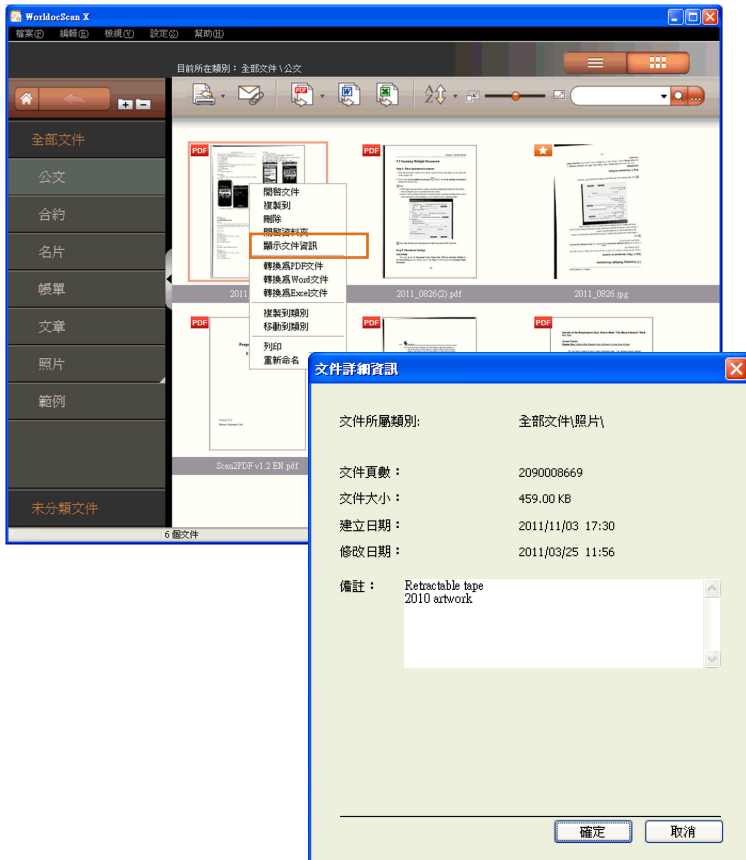 WorldocScan X
檔案(F) 編輯(E) 檢視(V) 設定(S) 幫助(H)
目前所在類別： 全部文件 \ 公文
全部文件
公文
合約
名片
帳單
文章
照片
範例
未分類文件
PDF
PDF
開啟文件
複製到
刪除
開啟資料夾
顯示文件資訊
轉換為PDF文件
轉換為Word文件
轉換為Excel文件
複製到類別
移動到類別
列印
重新命名
2011
2011_0826(2).pdf
2011_0826.jpg
PDF
PDF
PDF
Scan2PDF v1.2 EN.pdf
6 個文件
文件詳細資訊
文件所屬類別: 全部文件\照片\
文件頁數： 2090008669
文件大小： 459.00 KB
建立日期： 2011/11/03 17:30
修改日期： 2011/03/25 11:56
備註： Retractable tape
2010 artwork
確定 取消